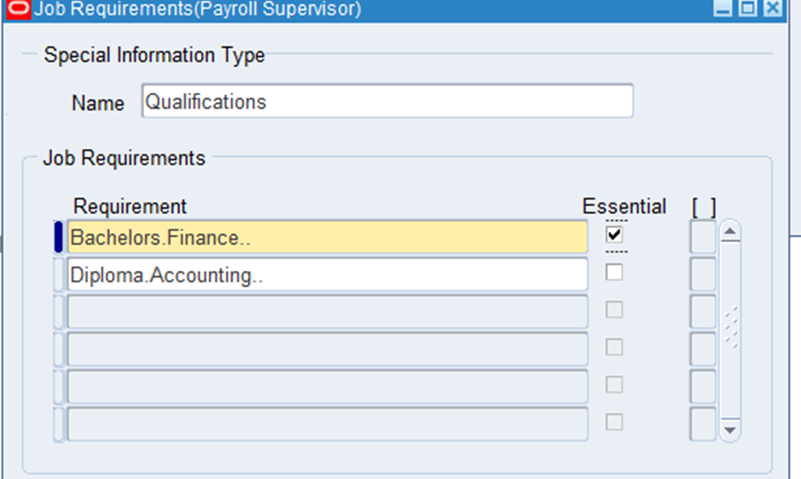 Job Requirements(Payroll Supervisor)
Special Information Type
Name Qualifications
Job Requirements
Requirement Essential [ ]
Bachelors.Finance..
Diploma.Accounting..